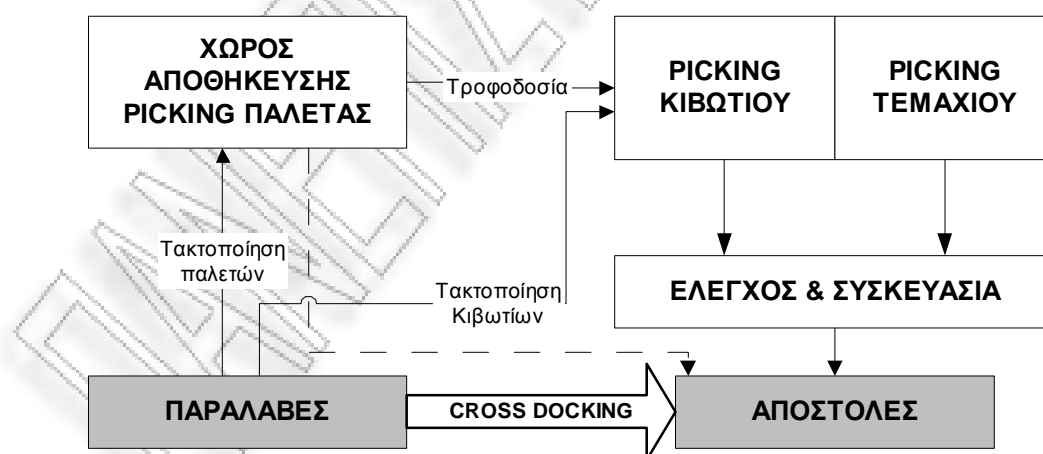 ΧΩΡΟΣ
ΑΠΟΘΗΚΕΥΣΗΣ
PICKING ΠΑΛΕΤΑΣ
Τροφοδοσία
PICKING
ΚΙΒΩΤΙΟΥ
PICKING
ΤΕΜΑΧΙΟΥ
Τακτοποίηση
παλετών
Τακτοποίηση
Κιβωτίων
ΕΛΕΓΧΟΣ & ΣΥΣΚΕΥΑΣΙΑ
ΠΑΡΑΛΑΒΕΣ
CROSS DOCKING
ΑΠΟΣΤΟΛΕΣ